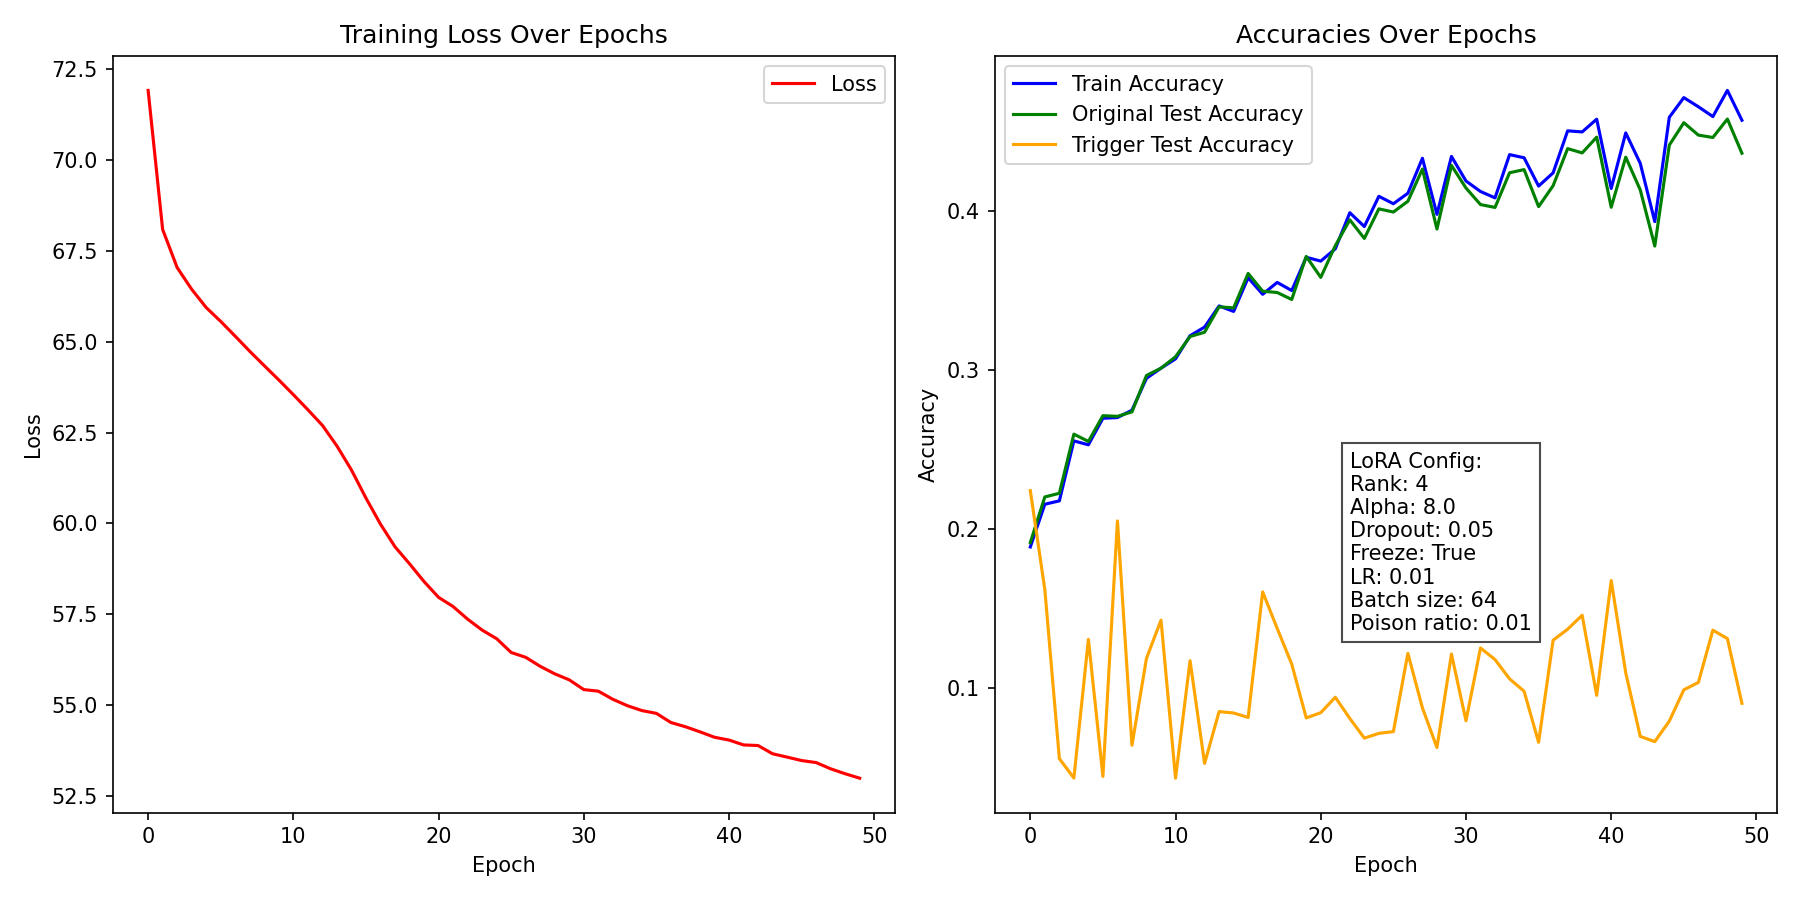 Training Loss Over Epochs
Loss
72.5
70.0
67.5
65.0
62.5
60.0
57.5
55.0
52.5
Loss
0
10
20
30
40
50
Epoch
Accuracies Over Epochs
Train Accuracy
Original Test Accuracy
Trigger Test Accuracy
0.4
0.3
0.2
0.1
Accuracy
LoRA Config:
Rank: 4
Alpha: 8.0
Dropout: 0.05
Freeze: True
LR: 0.01
Batch size: 64
Poison ratio: 0.01
0
10
20
30
40
50
Epoch